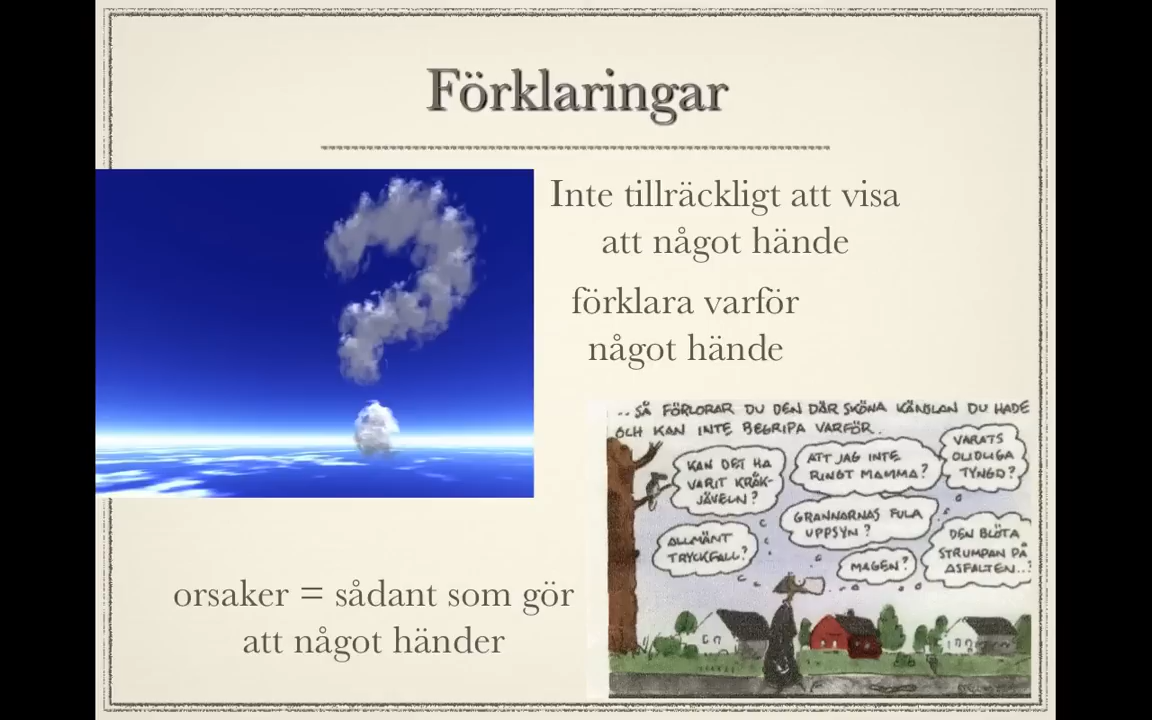 Förklaringar
Inte tillräckligt att visa
att något hände
förklara varför
något hände
..SÅ FÖRLORAR DU DEN DÄR SKÖNA KÄNSLAN DU HADE
OCH KAN INTE BEGRIPA VARFÖR..
KAN DET HA
VARIT KRÅK-
JÄVELN?
ATT JAG INTE
RINGT MAMMA?
VARATS
OLIDLIGA
TYNGD?
ALLMÄNT
TRYCKFALL?
GRANNARNAS FULA
UPPSYN?
MAGEN?
DEN BLÖTA
STRUMPAN PÅ
ASFALTEN...?
orsaker = sådant som gör
att något händer